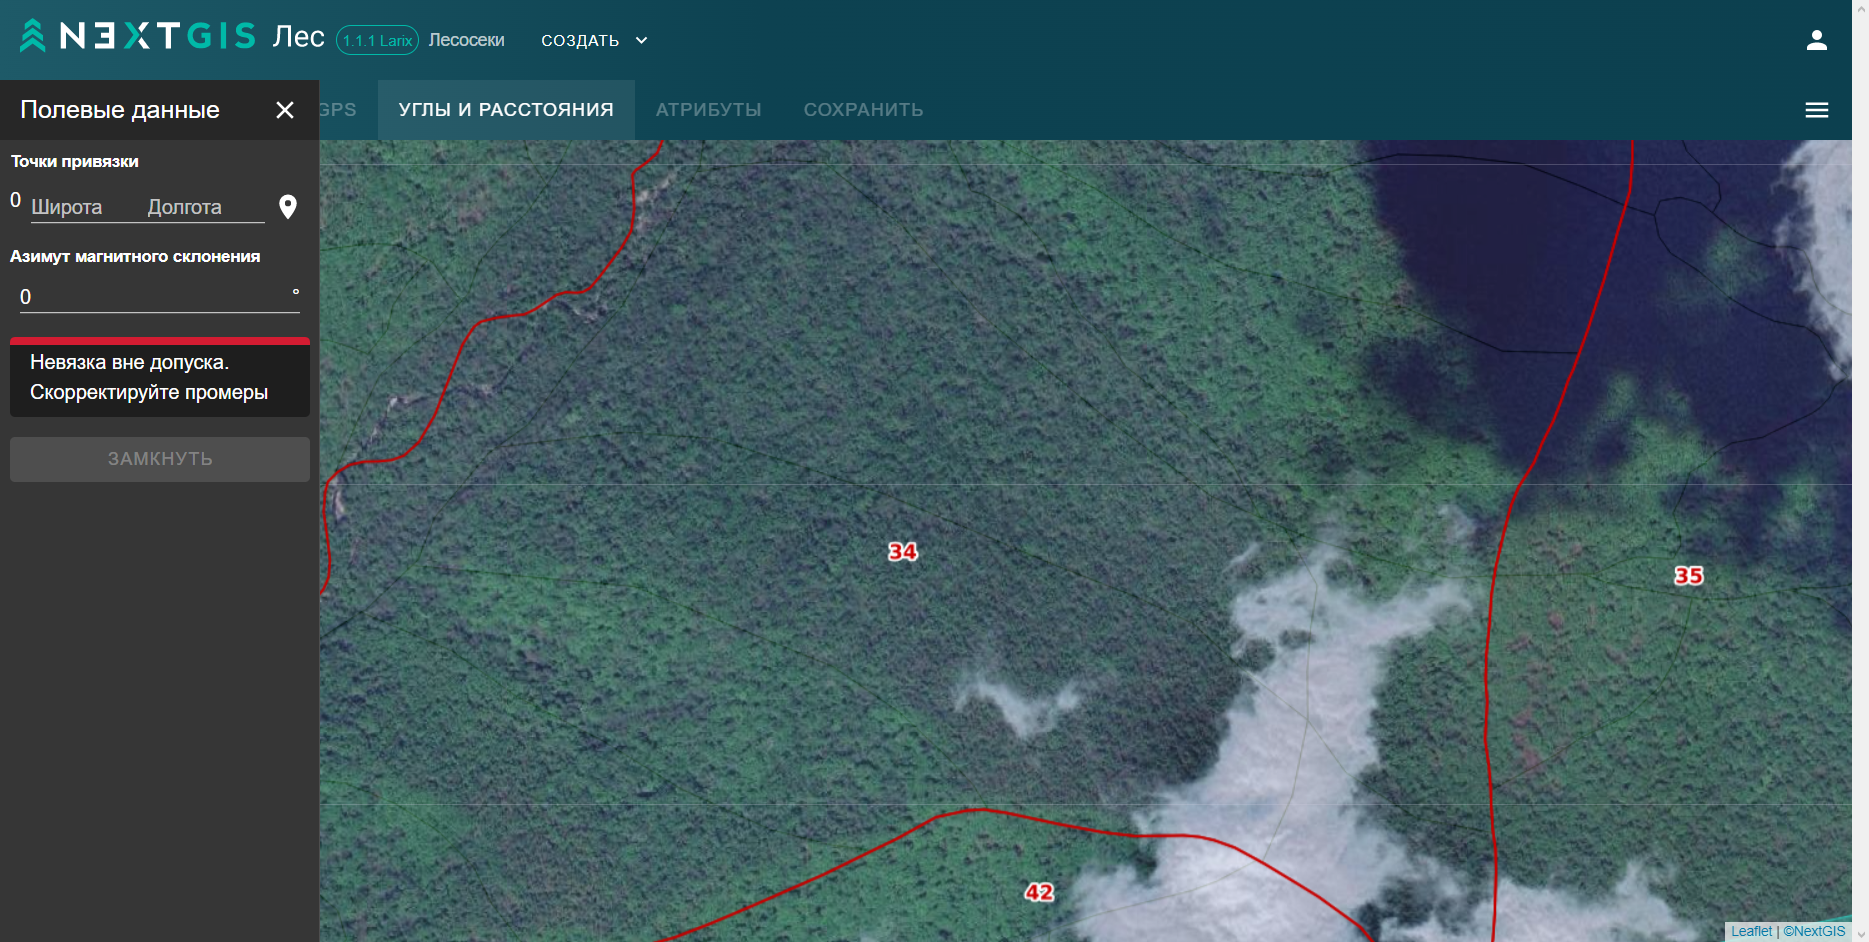 NEXTGIS Лес 1.1.1 Larix Лесосеки СОЗДАТЬ
Полевые данные
GPS УГЛЫ И РАССТОЯНИЯ АТРИБУТЫ СОХРАНИТЬ
Точки привязки
0 Широта Долгота
Азимут магнитного склонения
0 °
Невязка вне допуска.
Скорректируйте промеры
ЗАМКНУТЬ
34
35
42
Leaflet | ©NextGIS